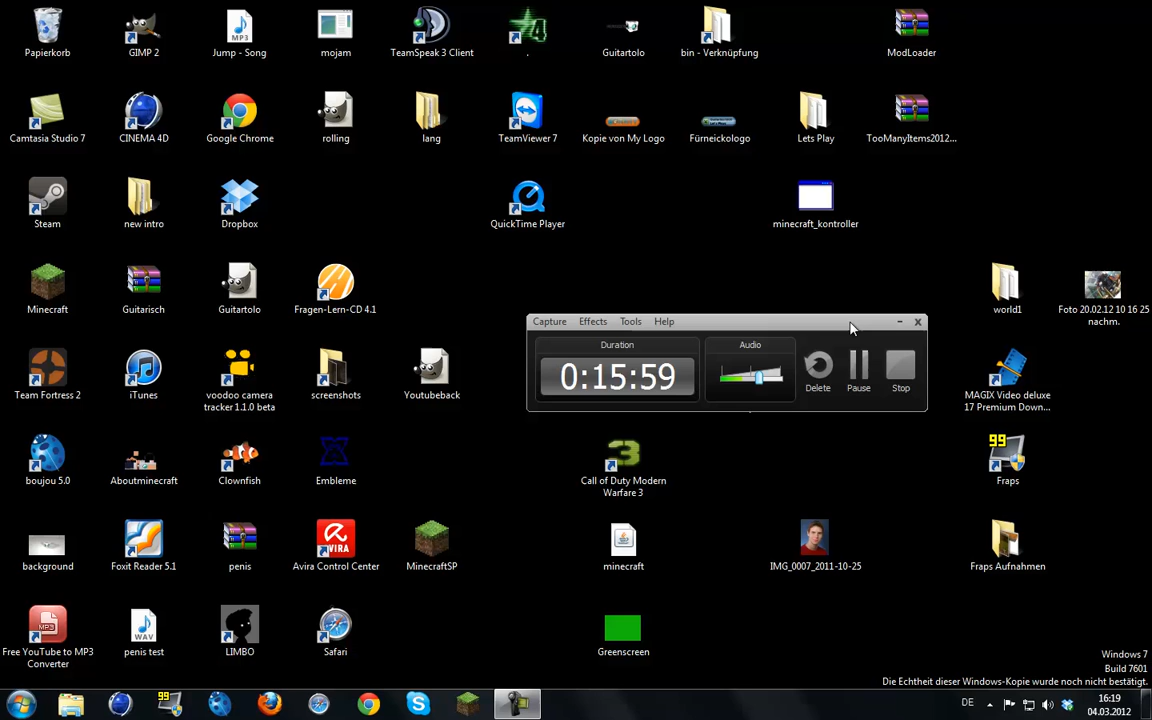 Papierkorb
GIMP 2
Jump - Song
mojam
TeamSpeak 3 Client
.
Guitartolo
bin - Verknüpfung
ModLoader
Camtasia Studio 7
CINEMA 4D
Google Chrome
rolling
lang
TeamViewer 7
Kopie von My Logo
Fürneickologo
Lets Play
TooManyItems2012...
Steam
new intro
Dropbox
QuickTime Player
minecraft_kontroller
Minecraft
Guitarisch
Guitartolo
Fragen-Lern-CD 4.1
world1
Foto 20.02.12 10 16 25
nachm.
Capture Effects Tools Help
Duration
Audio
0:15:59
Delete
Pause
Stop
Team Fortress 2
iTunes
voodoo camera
tracker 1.1.0 beta
screenshots
Youtubeback
MAGIX Video deluxe
17 Premium Down...
boujou 5.0
Aboutminecraft
Clownfish
Embleme
3
Call of Duty Modern
Warfare 3
99
Fraps
background
Foxit Reader 5.1
penis
AVIRA
Avira Control Center
MinecraftSP
minecraft
IMG_0007_2011-10-25
Fraps Aufnahmen
MP3
Free YouTube to MP3
Converter
WAV
penis test
LIMBO
Safari
Greenscreen
Windows 7
Build 7601
Die Echtheit dieser Windows-Kopie wurde noch nicht bestätigt.
99
DE
16:19
04.03.2012